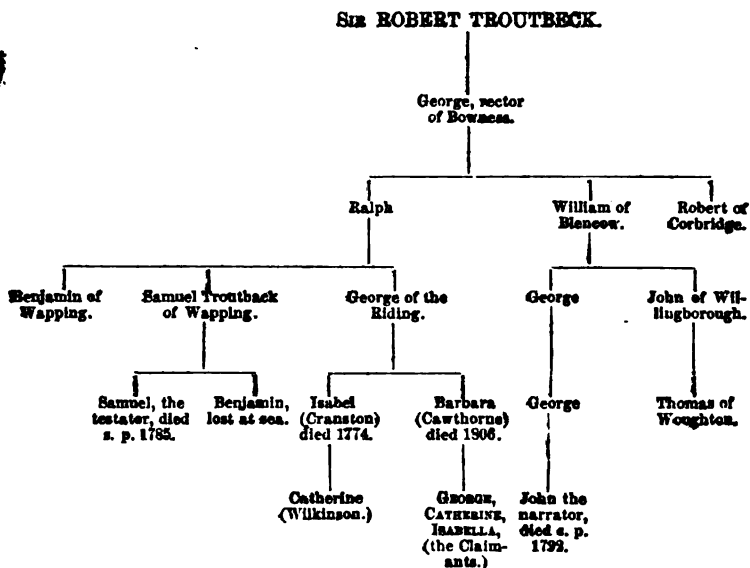 SIR ROBERT TROUTBECK.
George, rector
of Bowness.
Ralph
William of
Blencow.
Robert of
Corbridge.
Benjamin of
Wapping.
Samuel Troutback
of Wapping.
George of the
Riding.
George
John of Wil-
lingborough.
Samuel, the
testater, died
s. p. 1785.
Benjamin,
lost at sea.
Isabel
(Cranston)
died 1774.
Barbara
(Cawthorne)
died 1906.
George
Thomas of
Woughton.
Catherine
(Wilkinson.)
GEORGE,
CATHERINE,
ISABELLA,
(the Claim-
ants.)
John the
narrator,
died s. p.
1792.